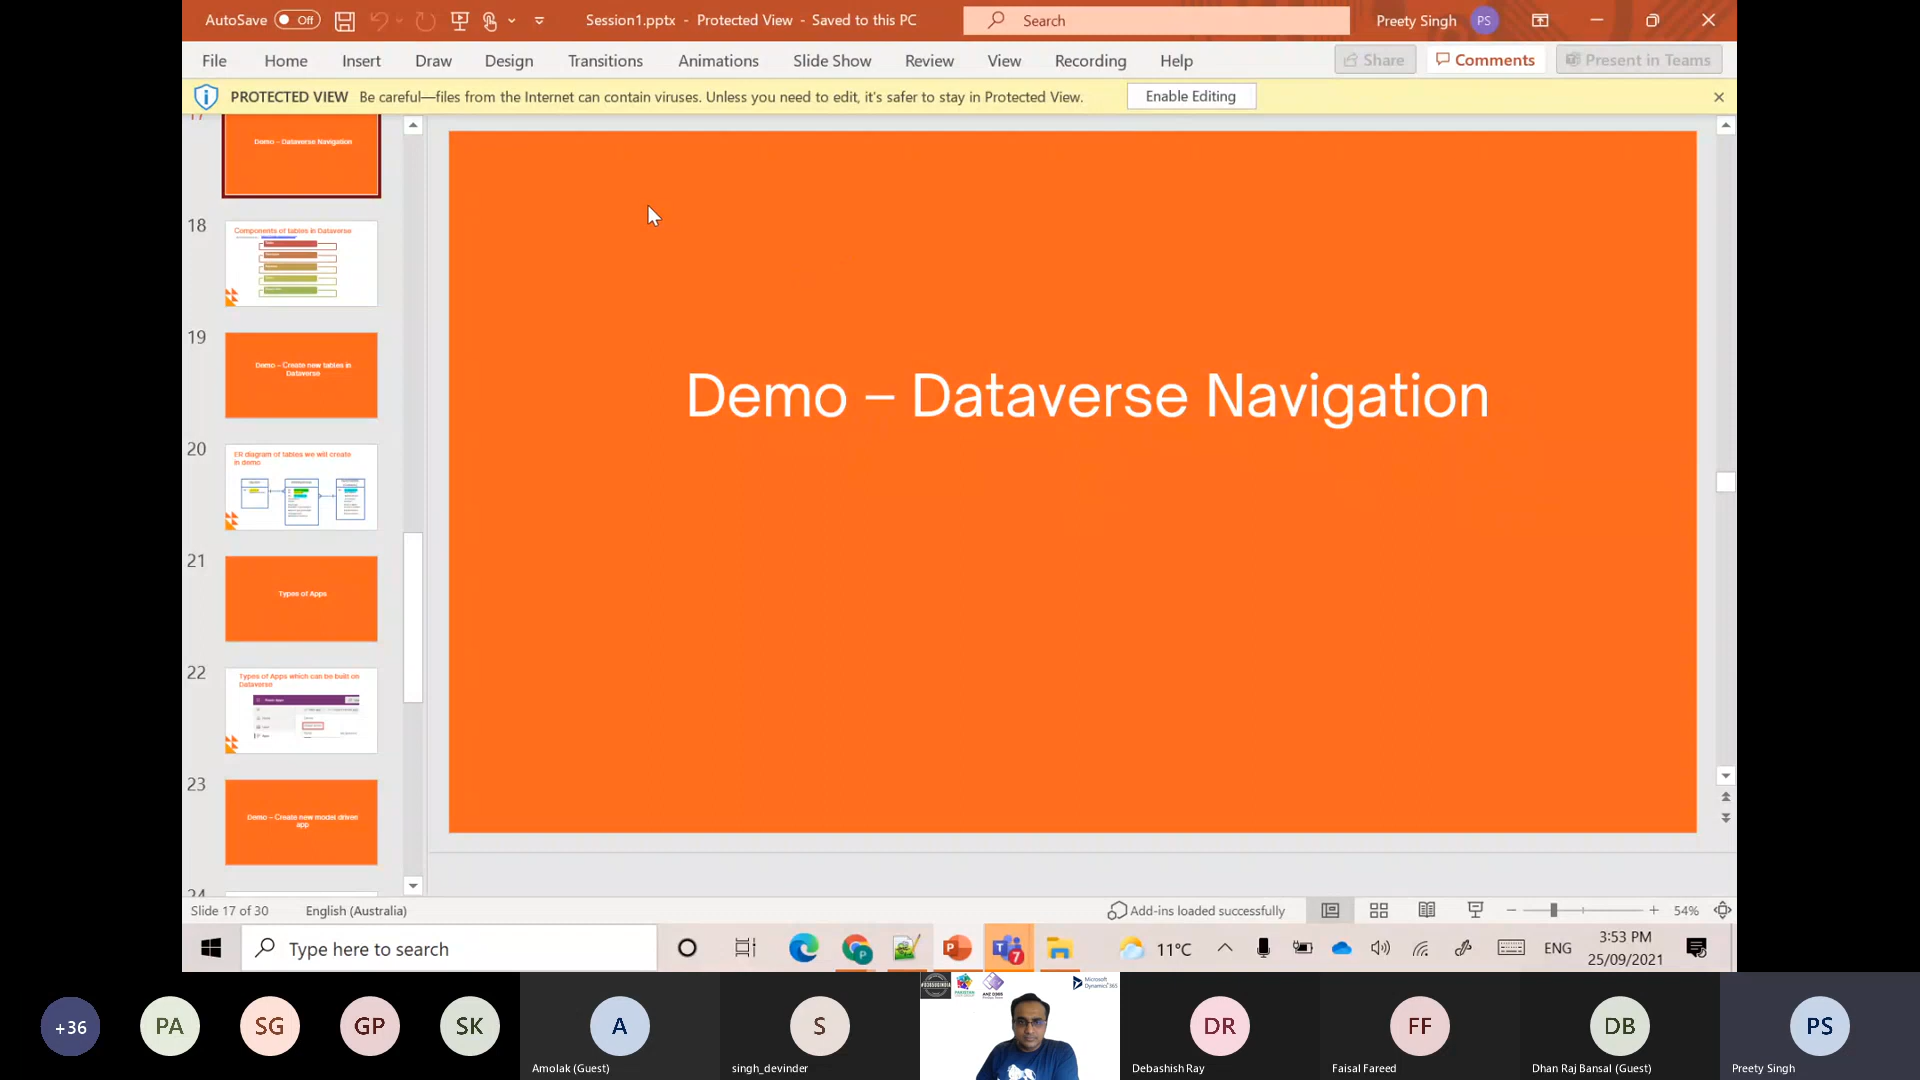 AutoSave Off
Session1.pptx - Protected View - Saved to this PC
Search
Preety Singh PS
File Home Insert Draw Design Transitions Animations Slide Show Review View Recording Help
Share Comments Present in Teams
PROTECTED VIEW Be careful—files from the Internet can contain viruses. Unless you need to edit, it's safer to stay in Protected View.
Enable Editing
17
Demo – Dataverse Navigation
18
Components of tables in Dataverse
19
Demo – Create new tables in
Dataverse
20
ER diagram of tables we will create
in demo
21
Types of Apps
22
Types of Apps which can be built on
Dataverse
23
Demo – Create new model driven
app
24
Demo – Dataverse Navigation
Slide 17 of 30 English (Australia)
Add-ins loaded successfully
54%
Type here to search
7
11°C
ENG
3:53 PM
25/09/2021
+36
PA
SG
GP
SK
A
Amolak (Guest)
S
singh_devinder
Microsoft
Dynamics 365
DR
Debashish Ray
FF
Faisal Fareed
DB
Dhan Raj Bansal (Guest)
PS
Preety Singh